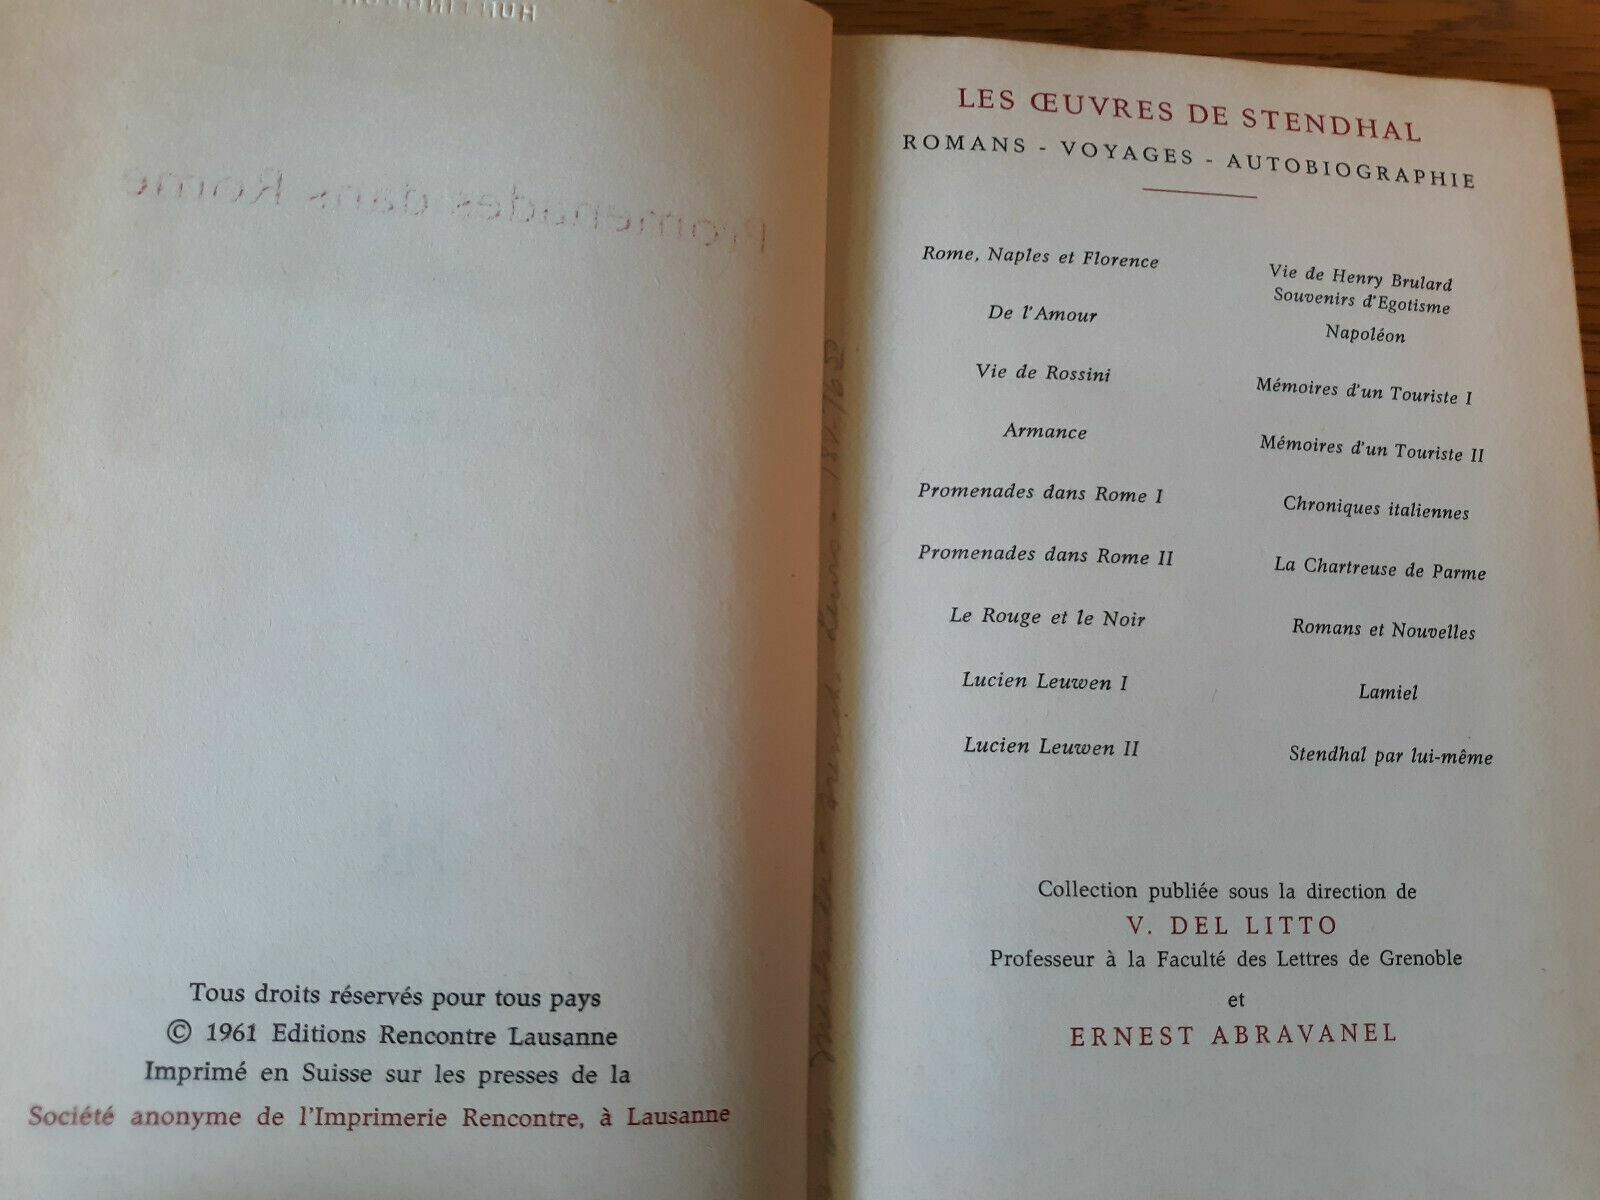 Promenades dans Rome
Tous droits réservés pour tous pays
© 1961 Editions Rencontre Lausanne
Imprimé en Suisse sur les presses de la
Société anonyme de l'Imprimerie Rencontre, à Lausanne
LES ŒUVRES DE STENDHAL
ROMANS - VOYAGES - AUTOBIOGRAPHIE
Rome, Naples et Florence
De l'Amour
Vie de Rossini
Armance
Promenades dans Rome I
Promenades dans Rome II
Le Rouge et le Noir
Lucien Leuwen I
Lucien Leuwen II
Vie de Henry Brulard
Souvenirs d'Egotisme
Napoléon
Mémoires d'un Touriste I
Mémoires d'un Touriste II
Chroniques italiennes
La Chartreuse de Parme
Romans et Nouvelles
Lamiel
Stendhal par lui-même
Collection publiée sous la direction de
V. DEL LITTO
Professeur à la Faculté des Lettres de Grenoble
et
ERNEST ABRAVANEL